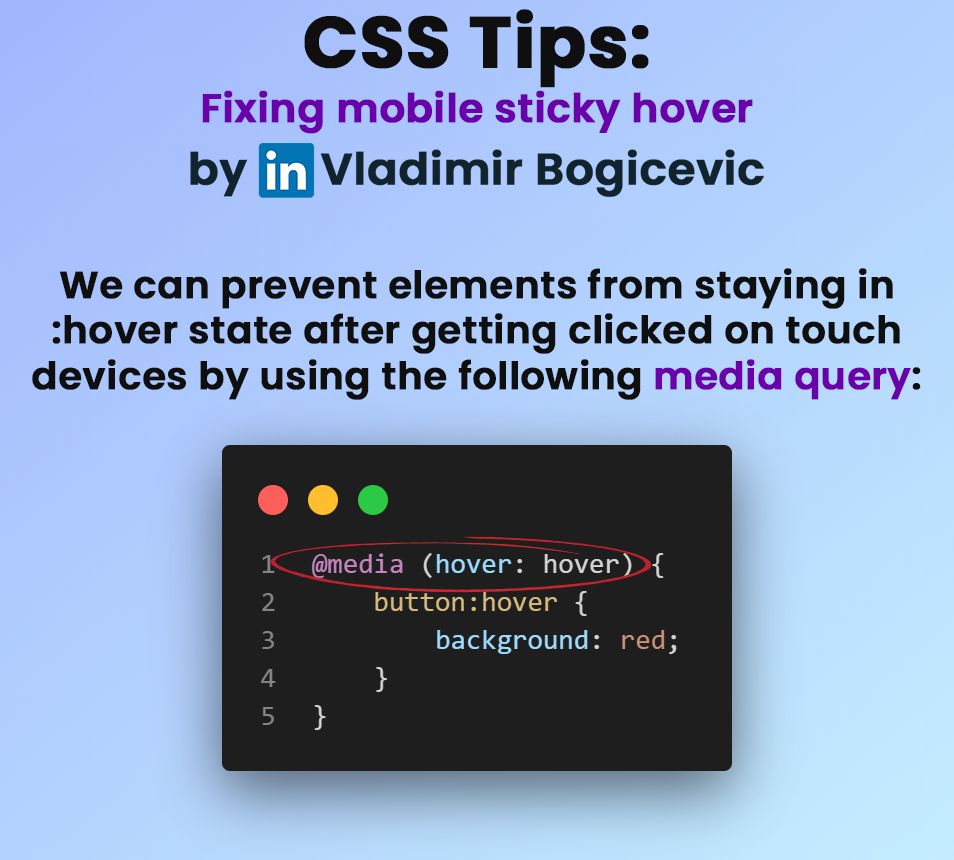 CSS Tips:
Fixing mobile sticky hover
by in Vladimir Bogicevic
We can prevent elements from staying in
:hover state after getting clicked on touch
devices by using the following media query:
1 @media (hover: hover) {
2     button:hover {
3         background: red;
4     }
5 }